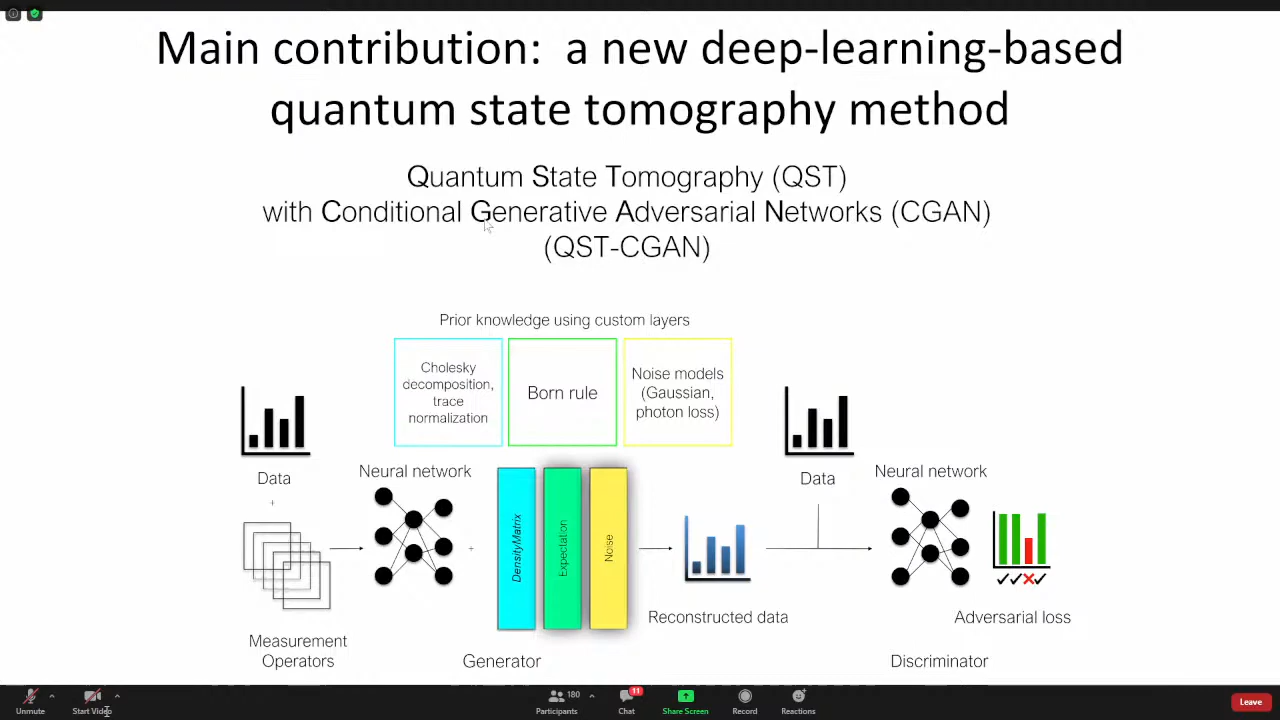 Main contribution: a new deep-learning-based
quantum state tomography method
Quantum State Tomography (QST)
with Conditional Generative Adversarial Networks (CGAN)
(QST-CGAN)
Prior knowledge using custom layers
Cholesky
decomposition,
trace
normalization
Born rule
Noise models
(Gaussian,
photon loss)
Data
+
Measurement
Operators
Neural network
+
DensityMatrix
Expectation
Noise
Generator
Reconstructed data
Data
Neural network
Adversarial loss
Discriminator
Unmute
Start Video
180
Participants
11
Chat
Share Screen
Record
Reactions
Leave